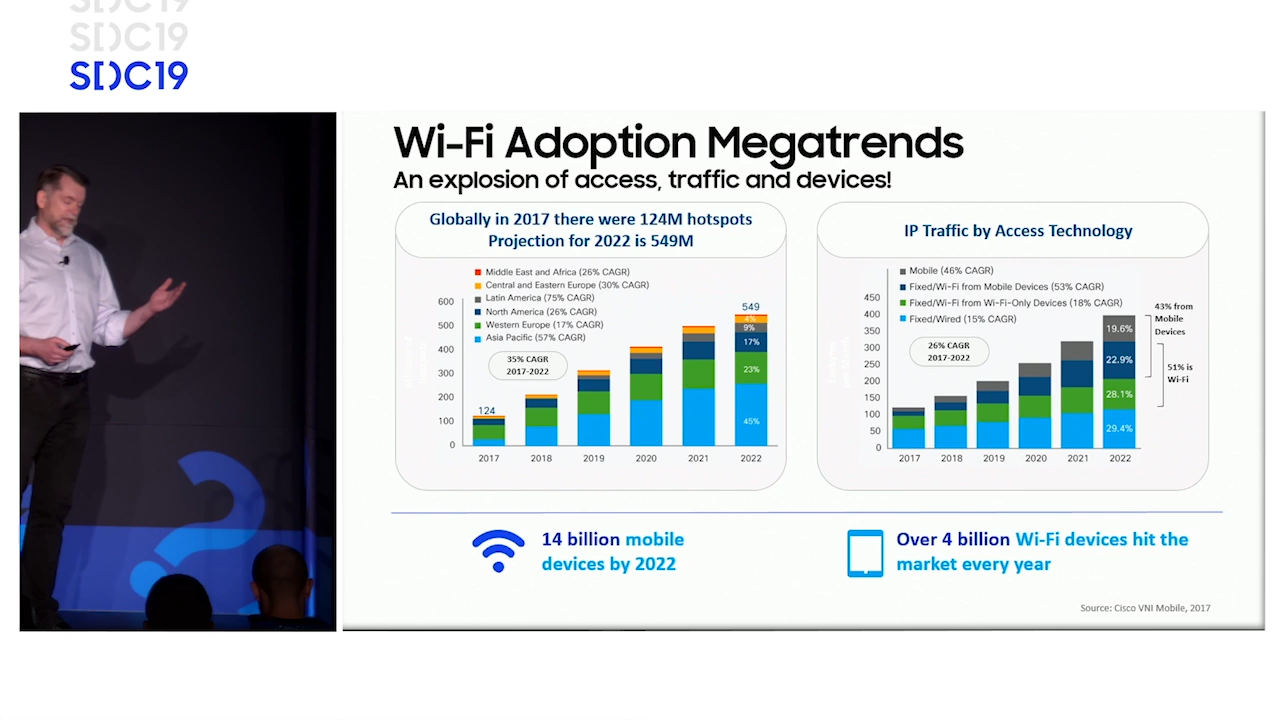 SDC19
SDC19
SDC19
Wi-Fi Adoption Megatrends
An explosion of access, traffic and devices!
Globally in 2017 there were 124M hotspots
Projection for 2022 is 549M
Middle East and Africa (26% CAGR)
Central and Eastern Europe (30% CAGR)
Latin America (75% CAGR)
North America (26% CAGR)
Western Europe (17% CAGR)
Asia Pacific (57% CAGR)
35% CAGR
2017-2022
600
500
400
300
200
100
0
124
549
4%
9%
17%
23%
45%
2017 2018 2019 2020 2021 2022
IP Traffic by Access Technology
Mobile (46% CAGR)
Fixed/Wi-Fi from Mobile Devices (53% CAGR)
Fixed/Wi-Fi from Wi-Fi-Only Devices (18% CAGR)
Fixed/Wired (15% CAGR)
26% CAGR
2017-2022
450
400
350
300
250
200
150
100
50
0
19.6%
22.9%
28.1%
29.4%
43% from
Mobile
Devices
51% is
Wi-Fi
2017 2018 2019 2020 2021 2022
14 billion mobile
devices by 2022
Over 4 billion Wi-Fi devices hit the
market every year
Source: Cisco VNI Mobile, 2017